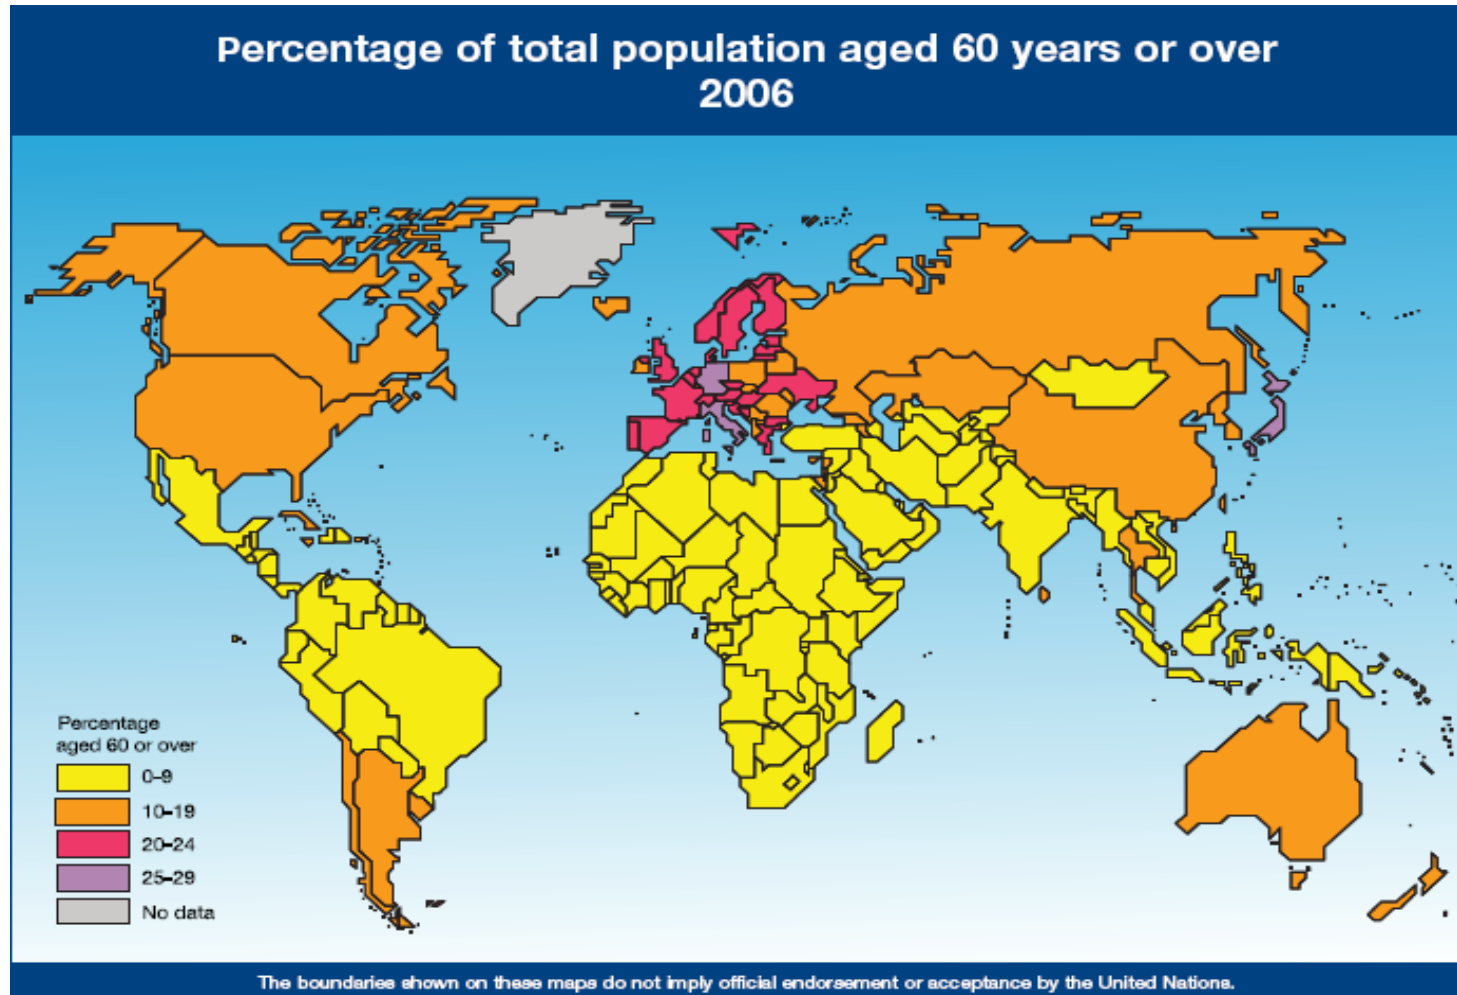 Percentage of total population aged 60 years or over
2006
Percentage
aged 60 or over
0–9
10–19
20–24
25–29
No data
The boundaries shown on these maps do not imply official endorsement or acceptance by the United Nations.